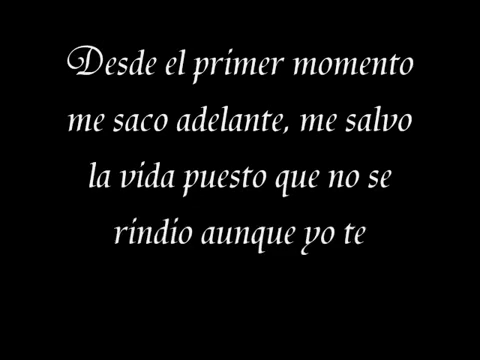 Desde el primer momento
me saco adelante, me salvo
la vida puesto que no se
rindio aunque yo te